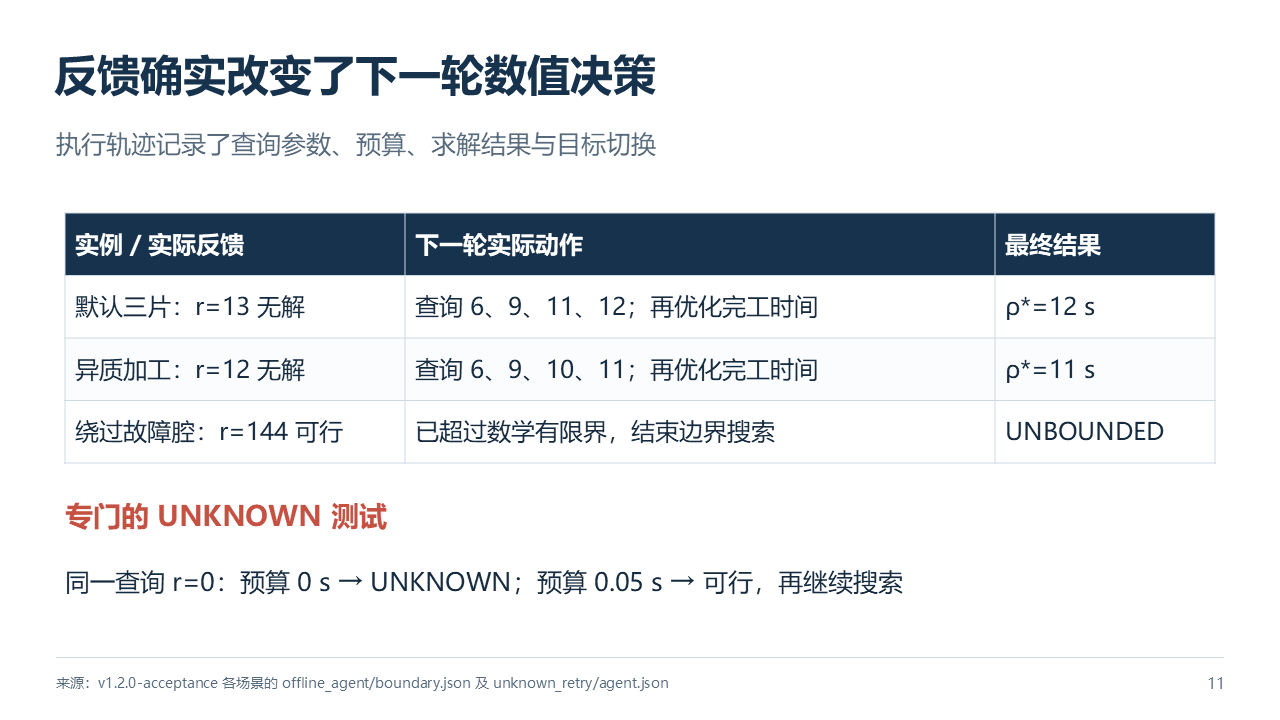 反馈确实改变了下一轮数值决策
执行轨迹记录了查询参数、预算、求解结果与目标切换
实例 / 实际反馈 下一轮实际动作 最终结果
默认三片：r=13 无解 查询 6、9、11、12；再优化完工时间 ρ*=12 s
异质加工：r=12 无解 查询 6、9、10、11；再优化完工时间 ρ*=11 s
绕过故障腔：r=144 可行 已超过数学有限界，结束边界搜索 UNBOUNDED
专门的 UNKNOWN 测试
同一查询 r=0：预算 0 s → UNKNOWN；预算 0.05 s → 可行，再继续搜索
来源：v1.2.0-acceptance 各场景的 offline_agent/boundary.json 及 unknown_retry/agent.json
11